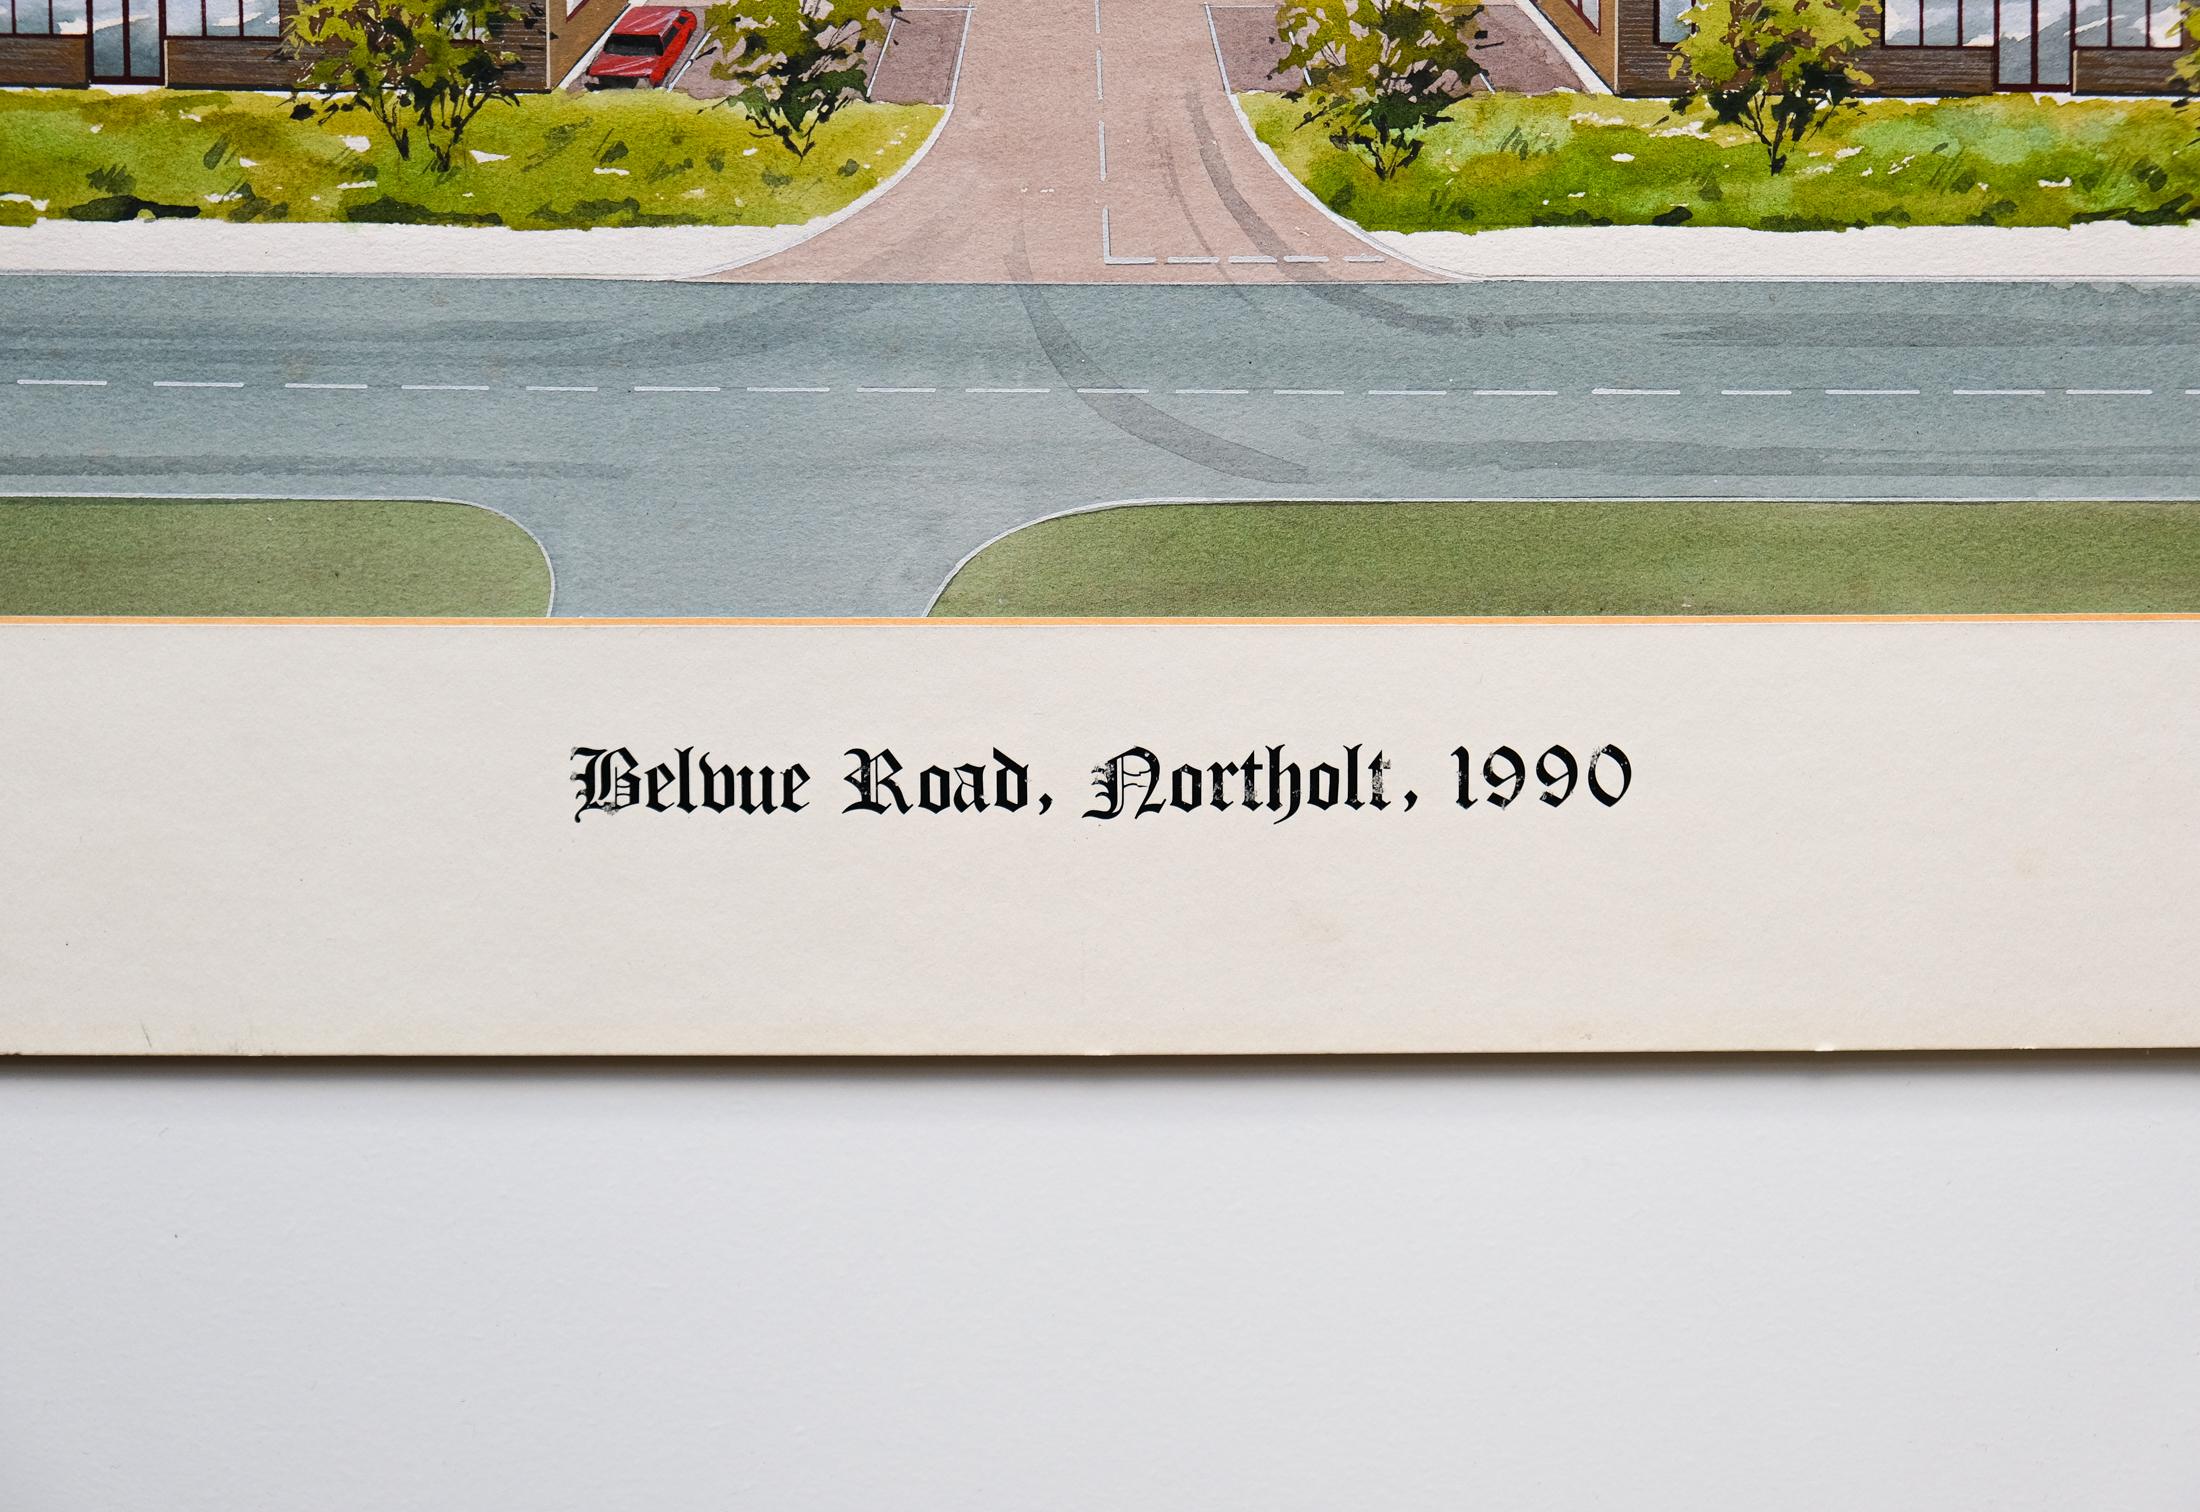 Belvue Road, Northolt, 1990